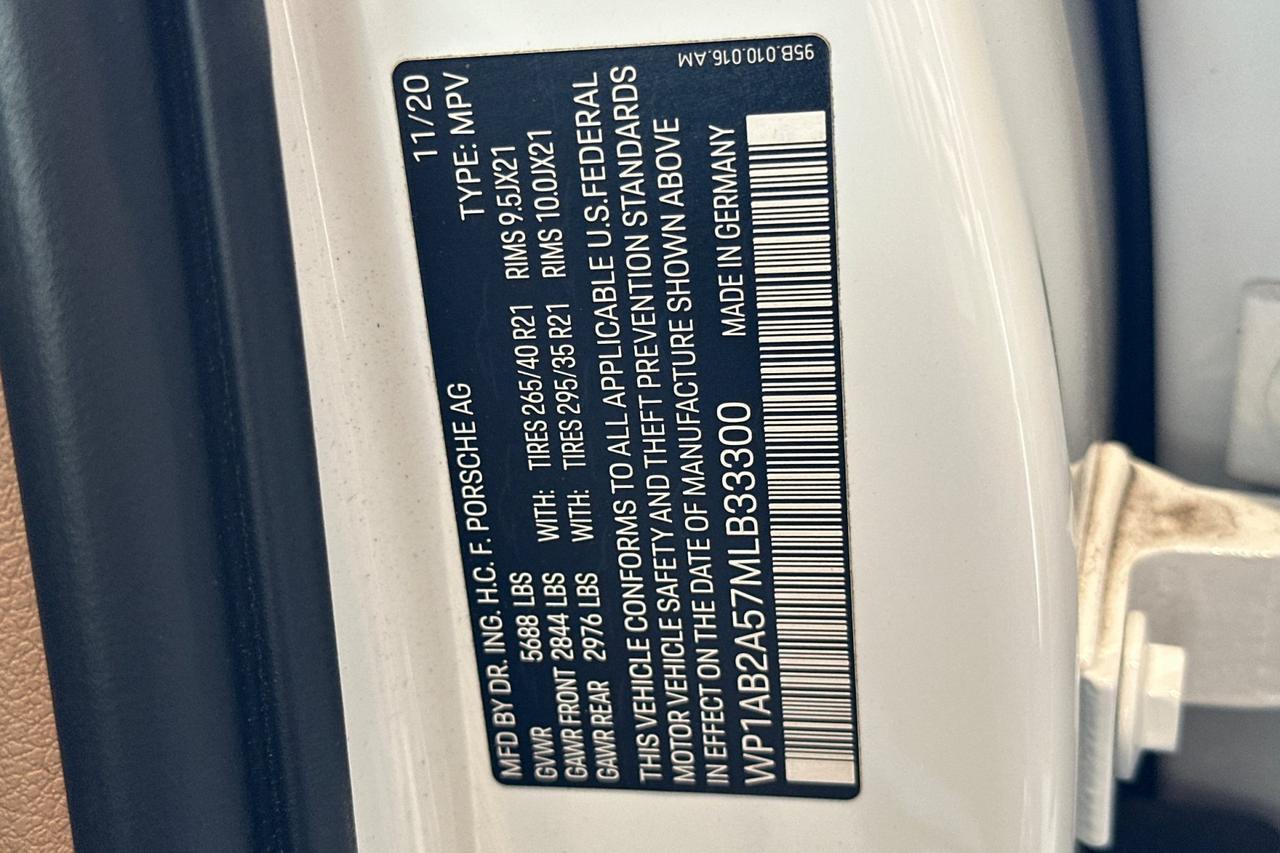 11/20
MFD BY DR. ING. H.C. F. PORSCHE AG TYPE: MPV
GVWR 5688 LBS WITH: TIRES 265/40 R21 RIMS 9.5JX21
GAWR FRONT 2844 LBS WITH: TIRES 295/35 R21 RIMS 10.0JX21
GAWR REAR 2976 LBS
THIS VEHICLE CONFORMS TO ALL APPLICABLE U.S.FEDERAL
MOTOR VEHICLE SAFETY AND THEFT PREVENTION STANDARDS
IN EFFECT ON THE DATE OF MANUFACTURE SHOWN ABOVE
WP1AB2A57MLB33300 MADE IN GERMANY
95B.010.016.AM